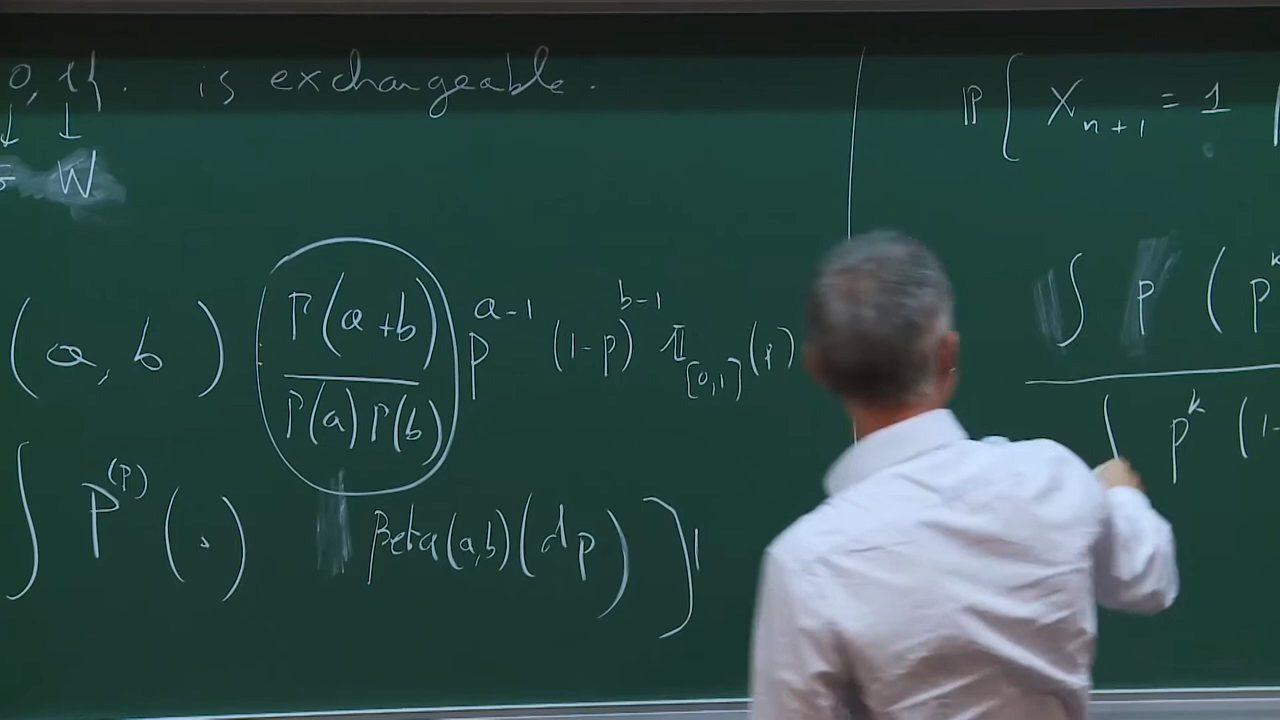 0, 1}. is exchangeable.
↓ ↓
W
(a, b) Γ(a+b) / Γ(a)Γ(b) p^{a-1} (1-p)^{b-1} 𝟙_{[0,1]}(p)
∫ P^{(p)} (.) Beta(a,b)(dp) ]
ℙ{ X_{n+1} = 1
∫ p (p^k
p^k (1-